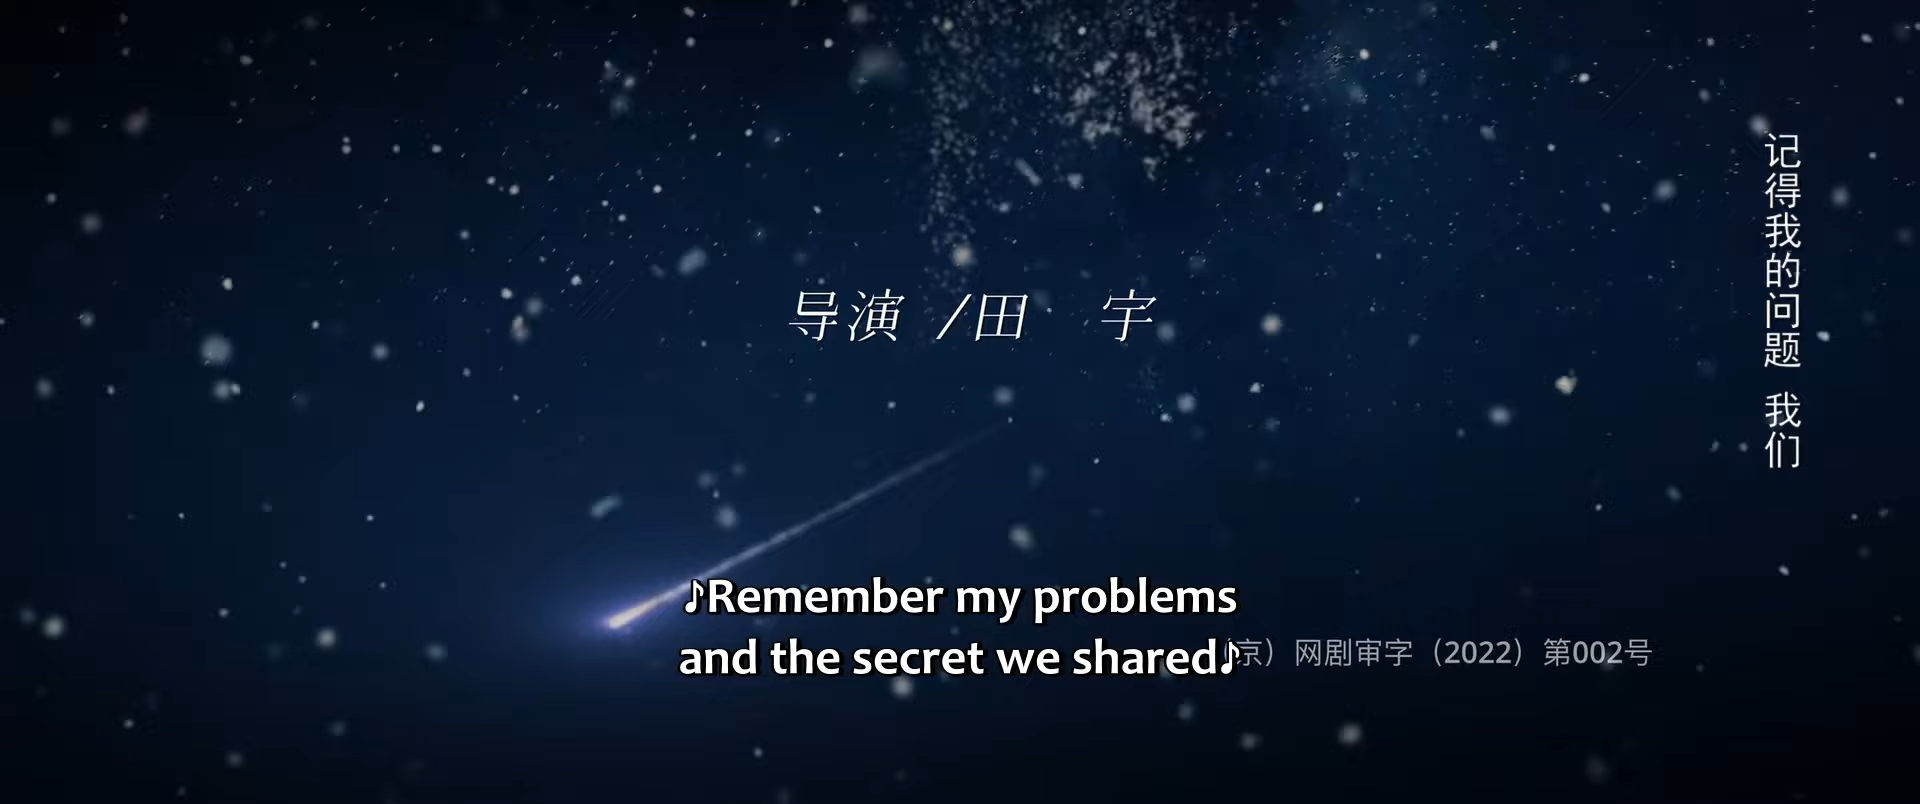 导演 /田 宇
记得我的问题 我们
♪Remember my problems
and the secret we shared♪
京）网剧审字（2022）第002号